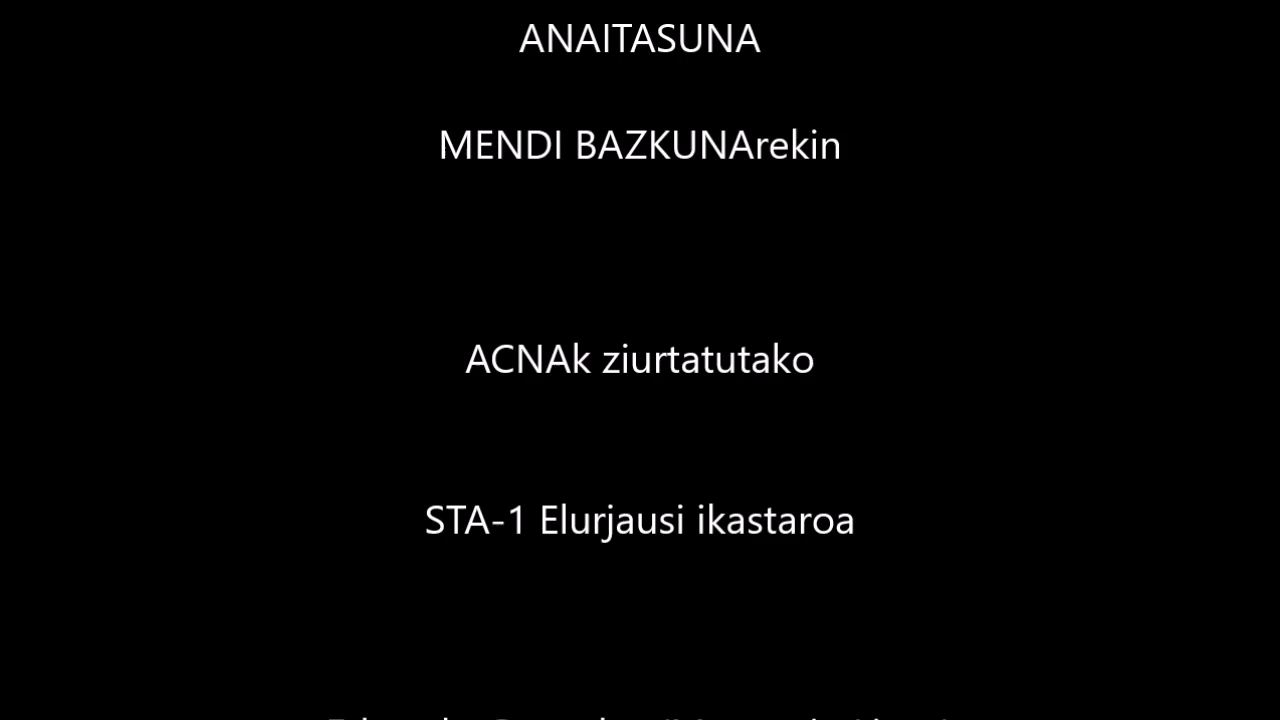 ANAITASUNA
MENDI BAZKUNArekin
ACNAk ziurtatutako
STA-1 Elurjausi ikastaroa